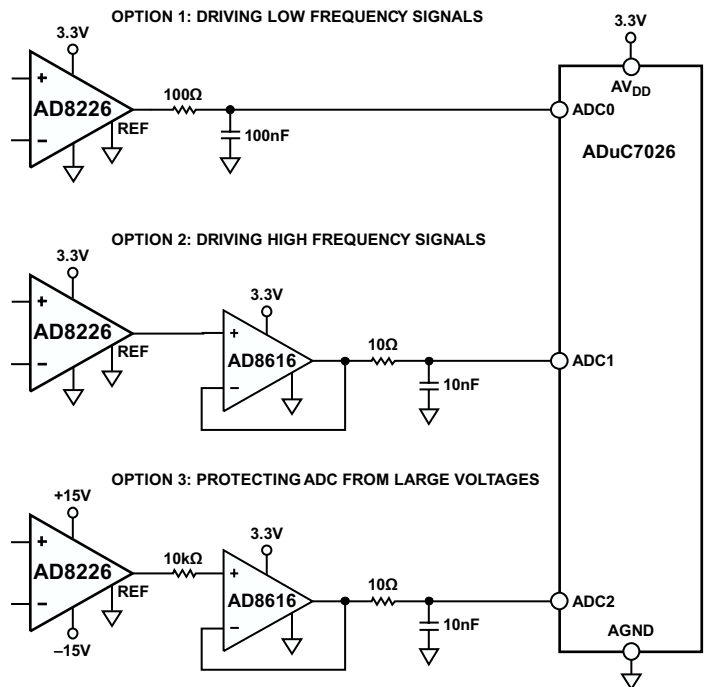 OPTION 1: DRIVING LOW FREQUENCY SIGNALS
3.3V
3.3V
AV_DD
+
AD8226
−
REF
100Ω
100nF
ADC0
ADuC7026
OPTION 2: DRIVING HIGH FREQUENCY SIGNALS
3.3V
+
AD8226
−
REF
3.3V
+
AD8616
−
10Ω
10nF
ADC1
OPTION 3: PROTECTING ADC FROM LARGE VOLTAGES
+15V
+
AD8226
−
REF
−15V
10kΩ
3.3V
+
AD8616
−
10Ω
10nF
ADC2
AGND